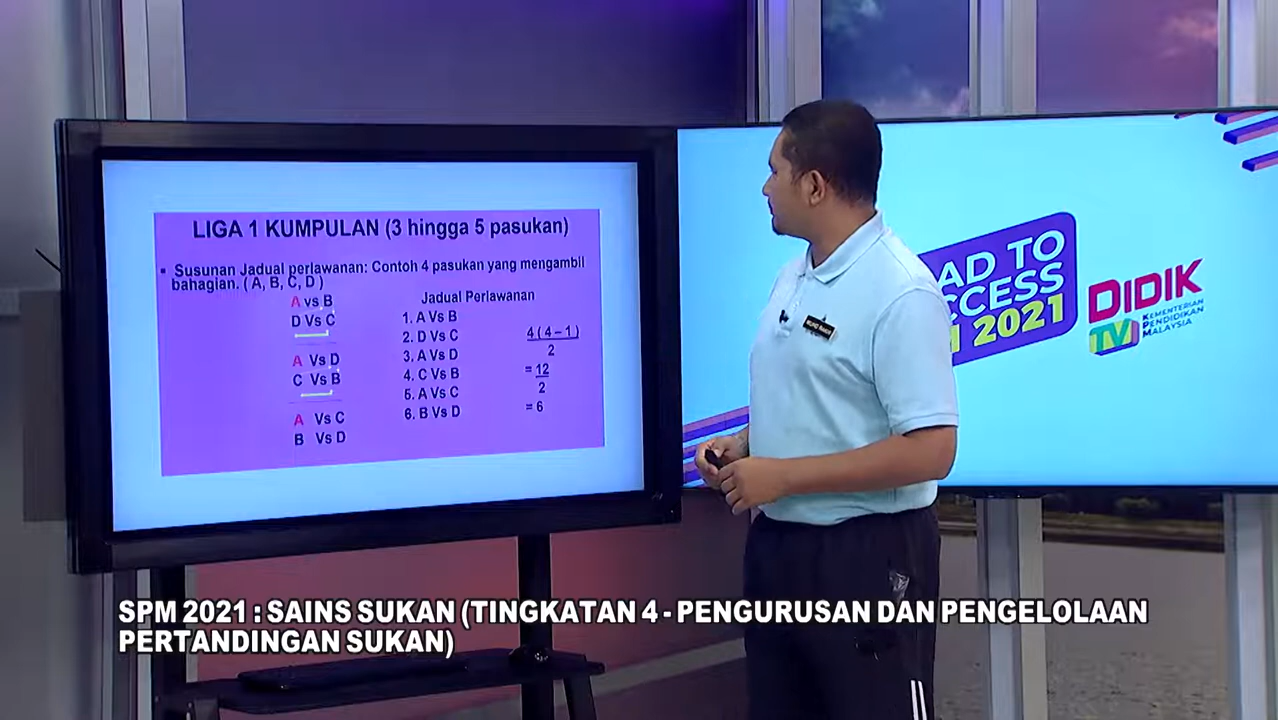 LIGA 1 KUMPULAN (3 hingga 5 pasukan)
▪ Susunan Jadual perlawanan: Contoh 4 pasukan yang mengambil
bahagian. ( A, B, C, D )
A vs B
D Vs C
A Vs D
C Vs B
A Vs C
B Vs D
Jadual Perlawanan
1. A Vs B
2. D Vs C
3. A Vs D
4. C Vs B
5. A Vs C
6. B Vs D
4 ( 4 – 1 )
2
= 12
2
= 6
AD TO
CCESS
2021
DIDIK
TV
KEMENTERIAN
PENDIDIKAN
MALAYSIA
SPM 2021 : SAINS SUKAN (TINGKATAN 4 - PENGURUSAN DAN PENGELOLAAN
PERTANDINGAN SUKAN)